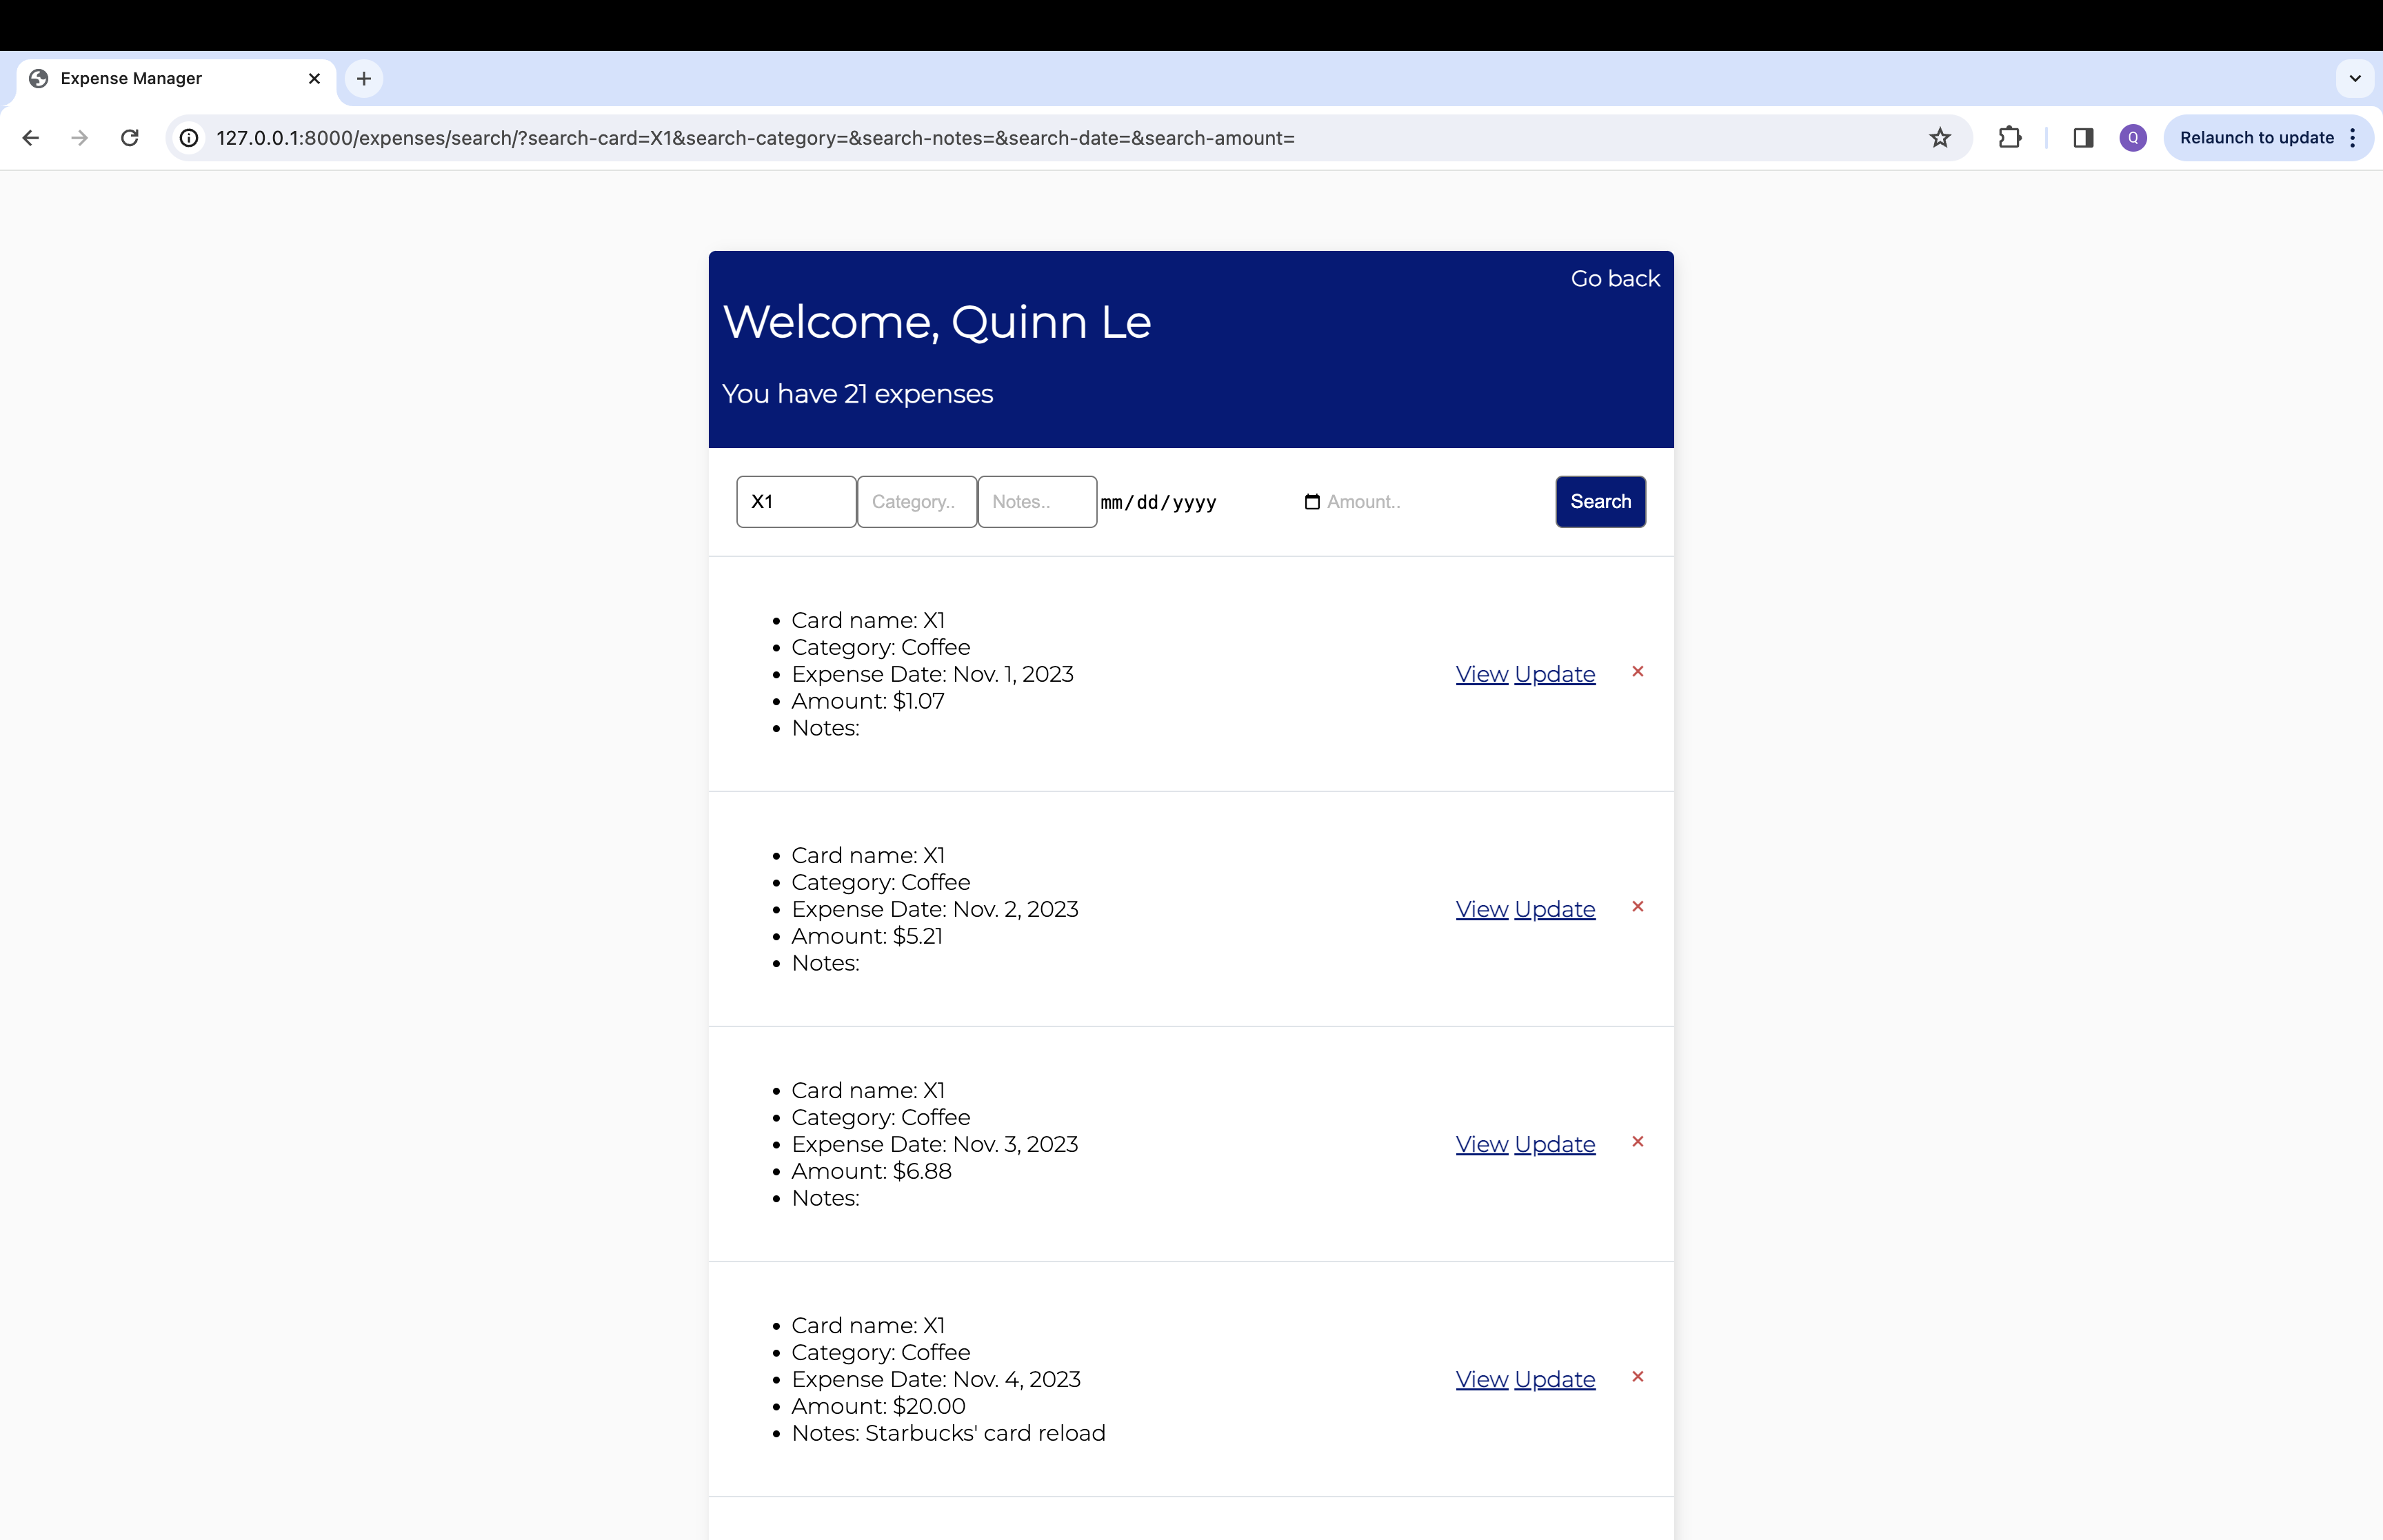 Expense Manager
127.0.0.1:8000/expenses/search/?search-card=X1&search-category=&search-notes=&search-date=&search-amount=
Q
Relaunch to update
Go back
Welcome, Quinn Le
You have 21 expenses
X1 Category.. Notes.. mm/dd/yyyy Amount.. Search
Card name: X1
Category: Coffee
Expense Date: Nov. 1, 2023
View Update
Amount: $1.07
Notes:
Card name: X1
Category: Coffee
Expense Date: Nov. 2, 2023
View Update
Amount: $5.21
Notes:
Card name: X1
Category: Coffee
Expense Date: Nov. 3, 2023
View Update
Amount: $6.88
Notes:
Card name: X1
Category: Coffee
Expense Date: Nov. 4, 2023
View Update
Amount: $20.00
Notes: Starbucks' card reload